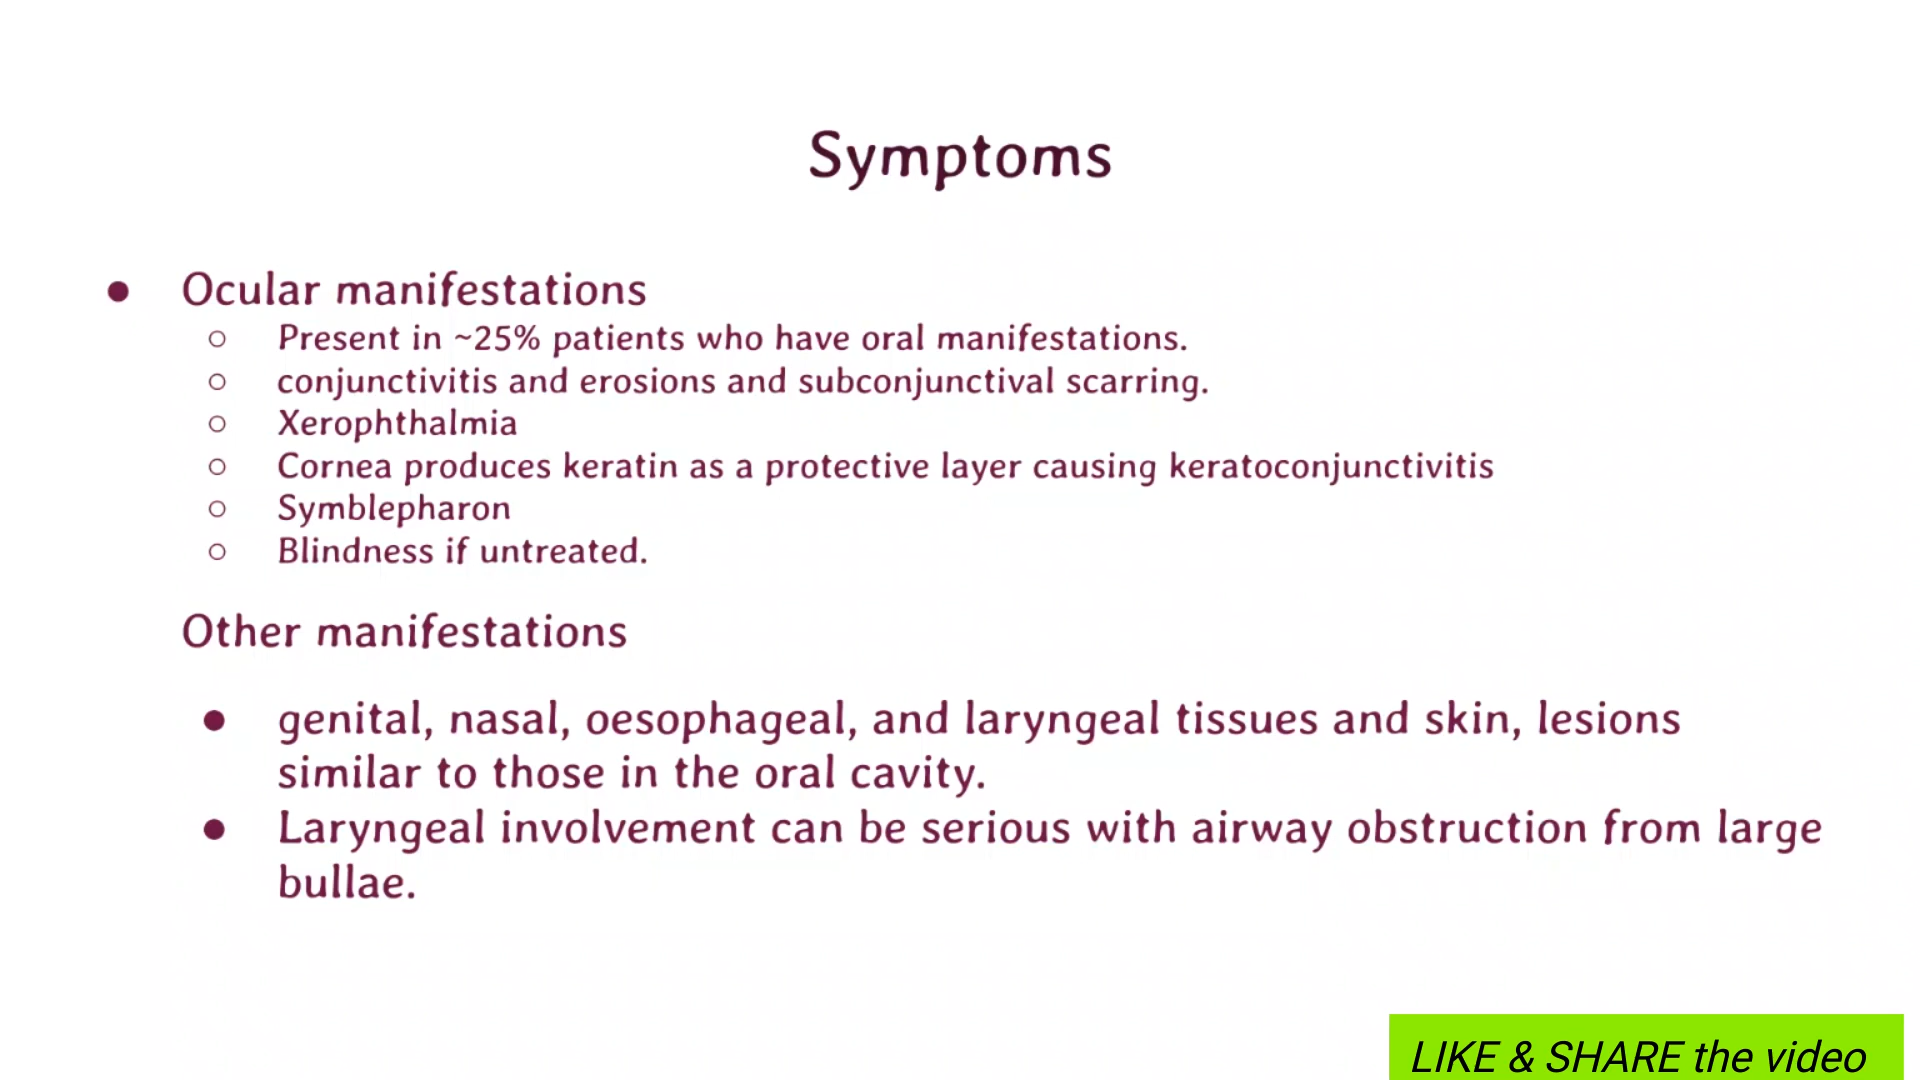 Symptoms
● Ocular manifestations
○ Present in ~25% patients who have oral manifestations.
○ conjunctivitis and erosions and subconjunctival scarring.
○ Xerophthalmia
○ Cornea produces keratin as a protective layer causing keratoconjunctivitis
○ Symblepharon
○ Blindness if untreated.
Other manifestations
● genital, nasal, oesophageal, and laryngeal tissues and skin, lesions
similar to those in the oral cavity.
● Laryngeal involvement can be serious with airway obstruction from large
bullae.
LIKE & SHARE the video